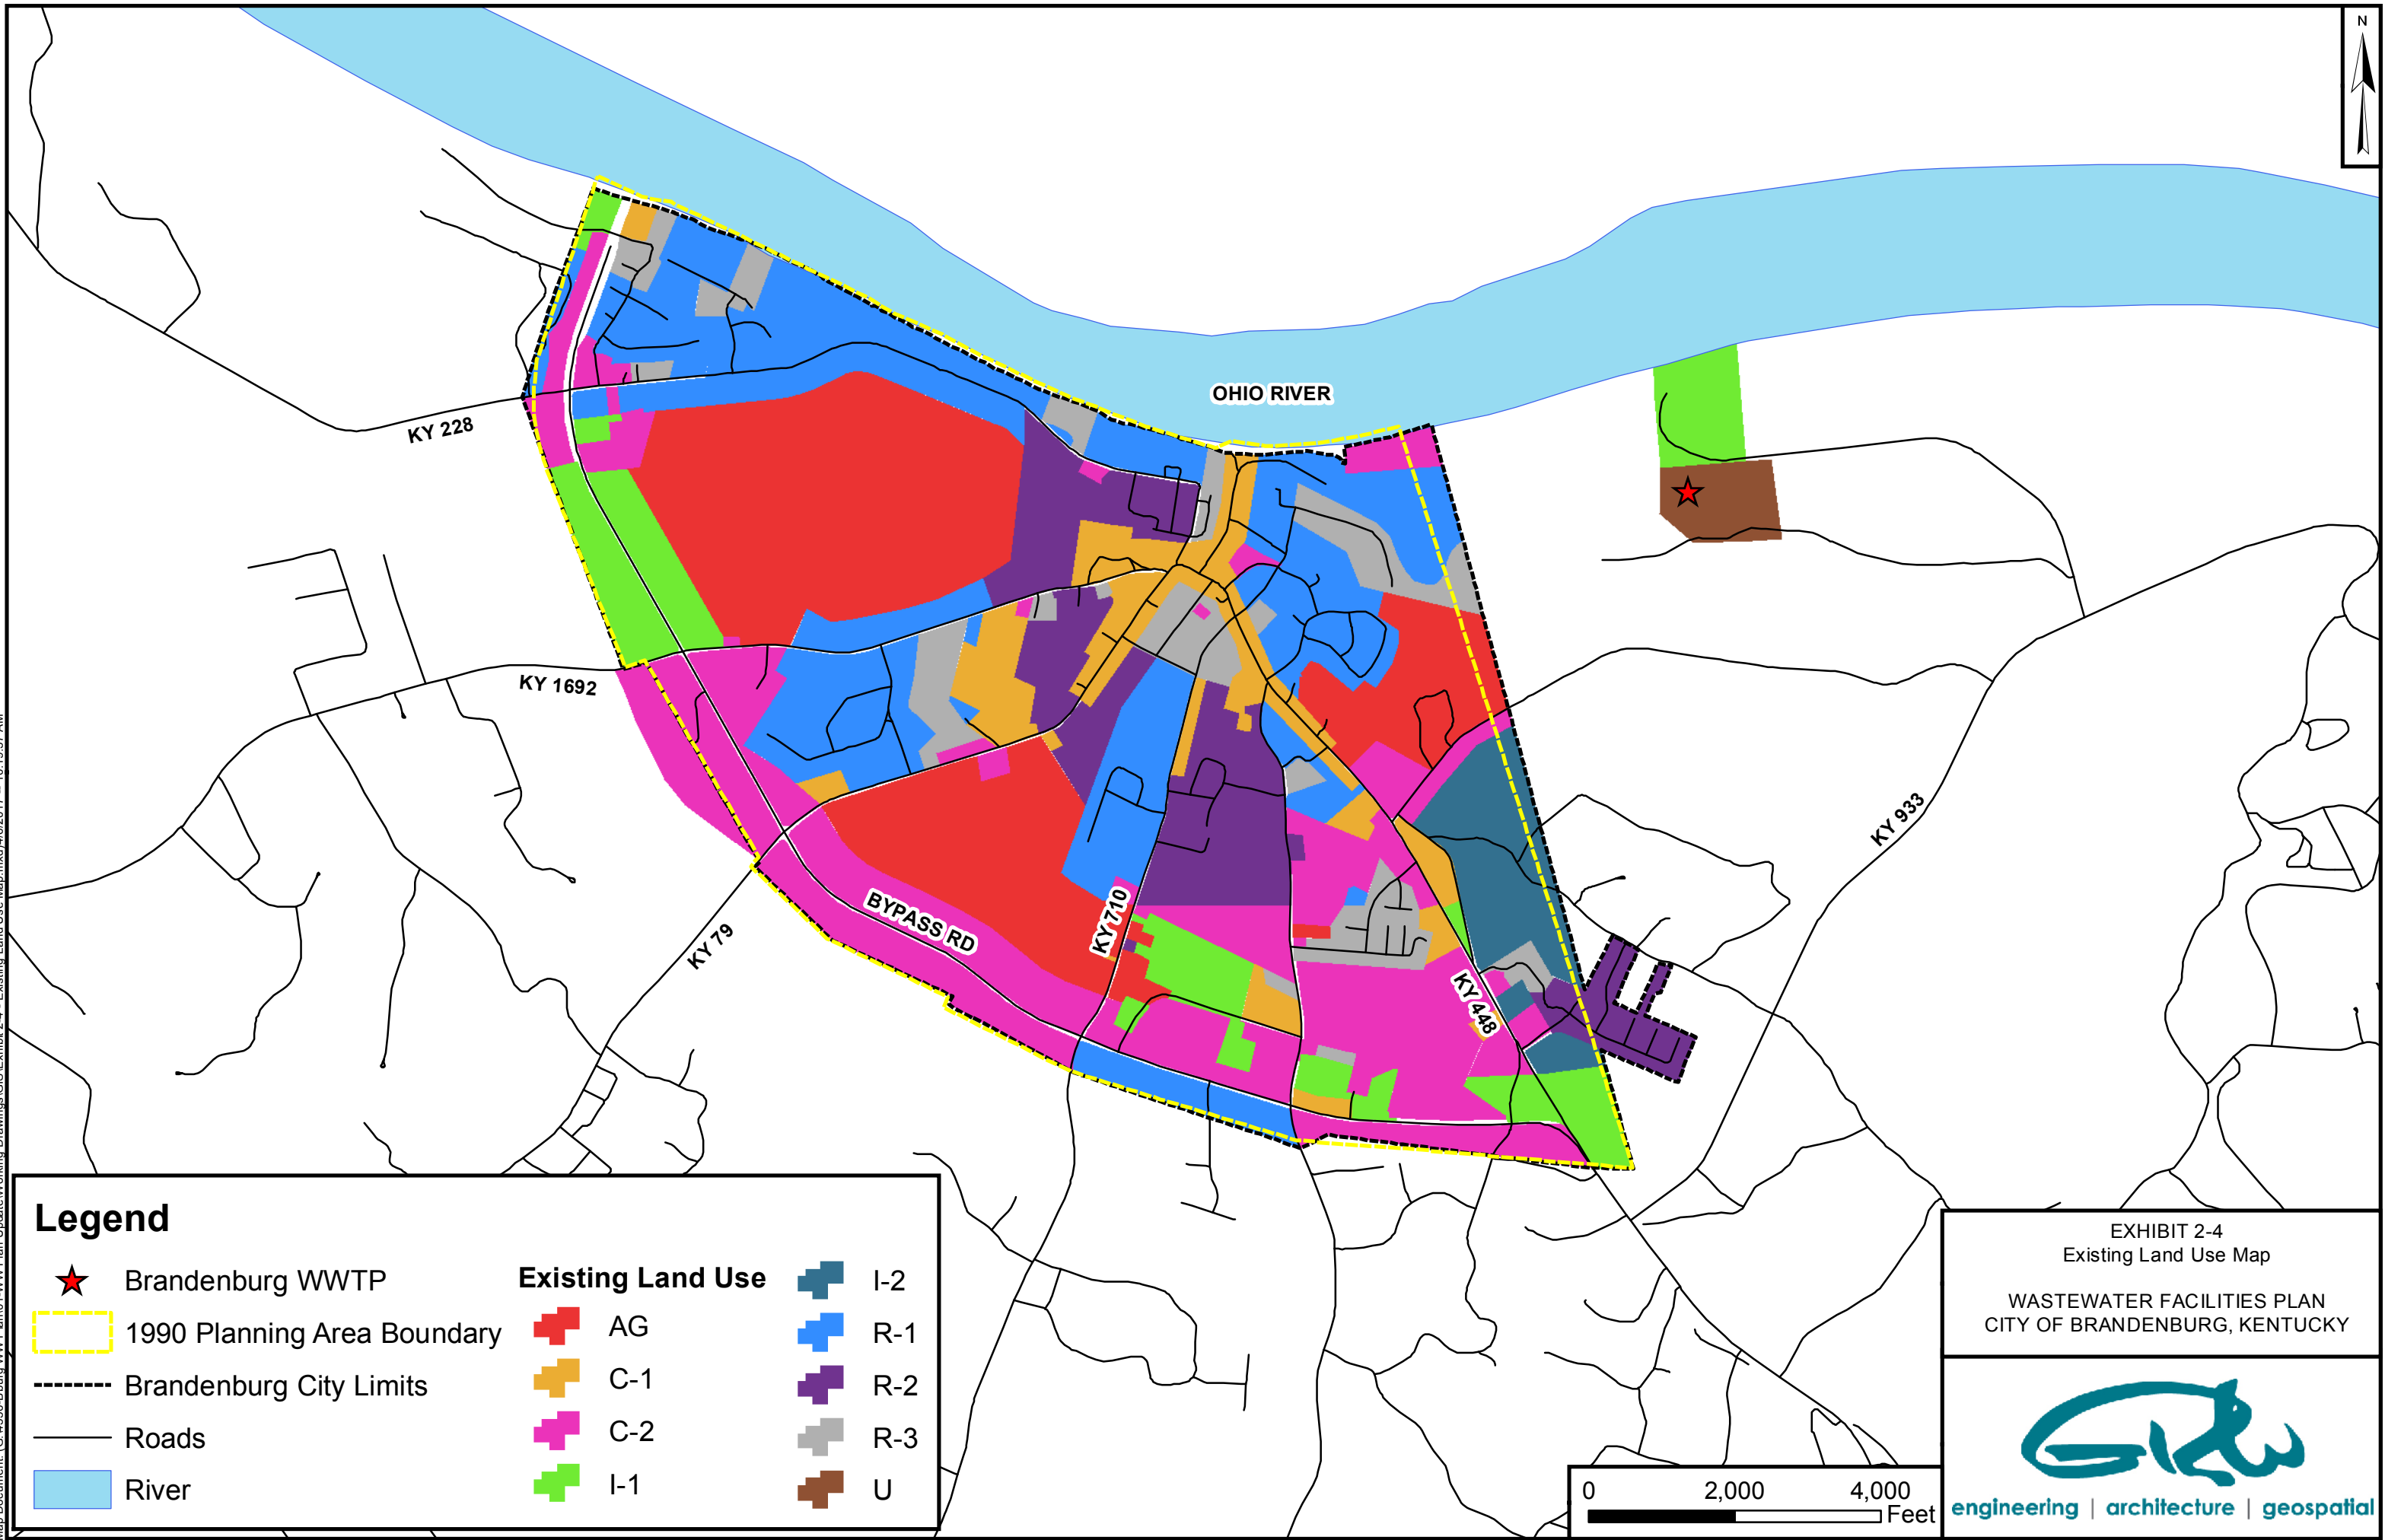 N
OHIO RIVER
KY 228
KY 1692
KY 933
BYPASS RD
KY 710
KY 79
KY 448
Legend
Brandenburg WWTP
1990 Planning Area Boundary
Brandenburg City Limits
Roads
River
Existing Land Use
AG
C-1
C-2
I-1
I-2
R-1
R-2
R-3
U
EXHIBIT 2-4
Existing Land Use Map
WASTEWATER FACILITIES PLAN
CITY OF BRANDENBURG, KENTUCKY
0 2,000 4,000
Feet
GRW
engineering | architecture | geospatial